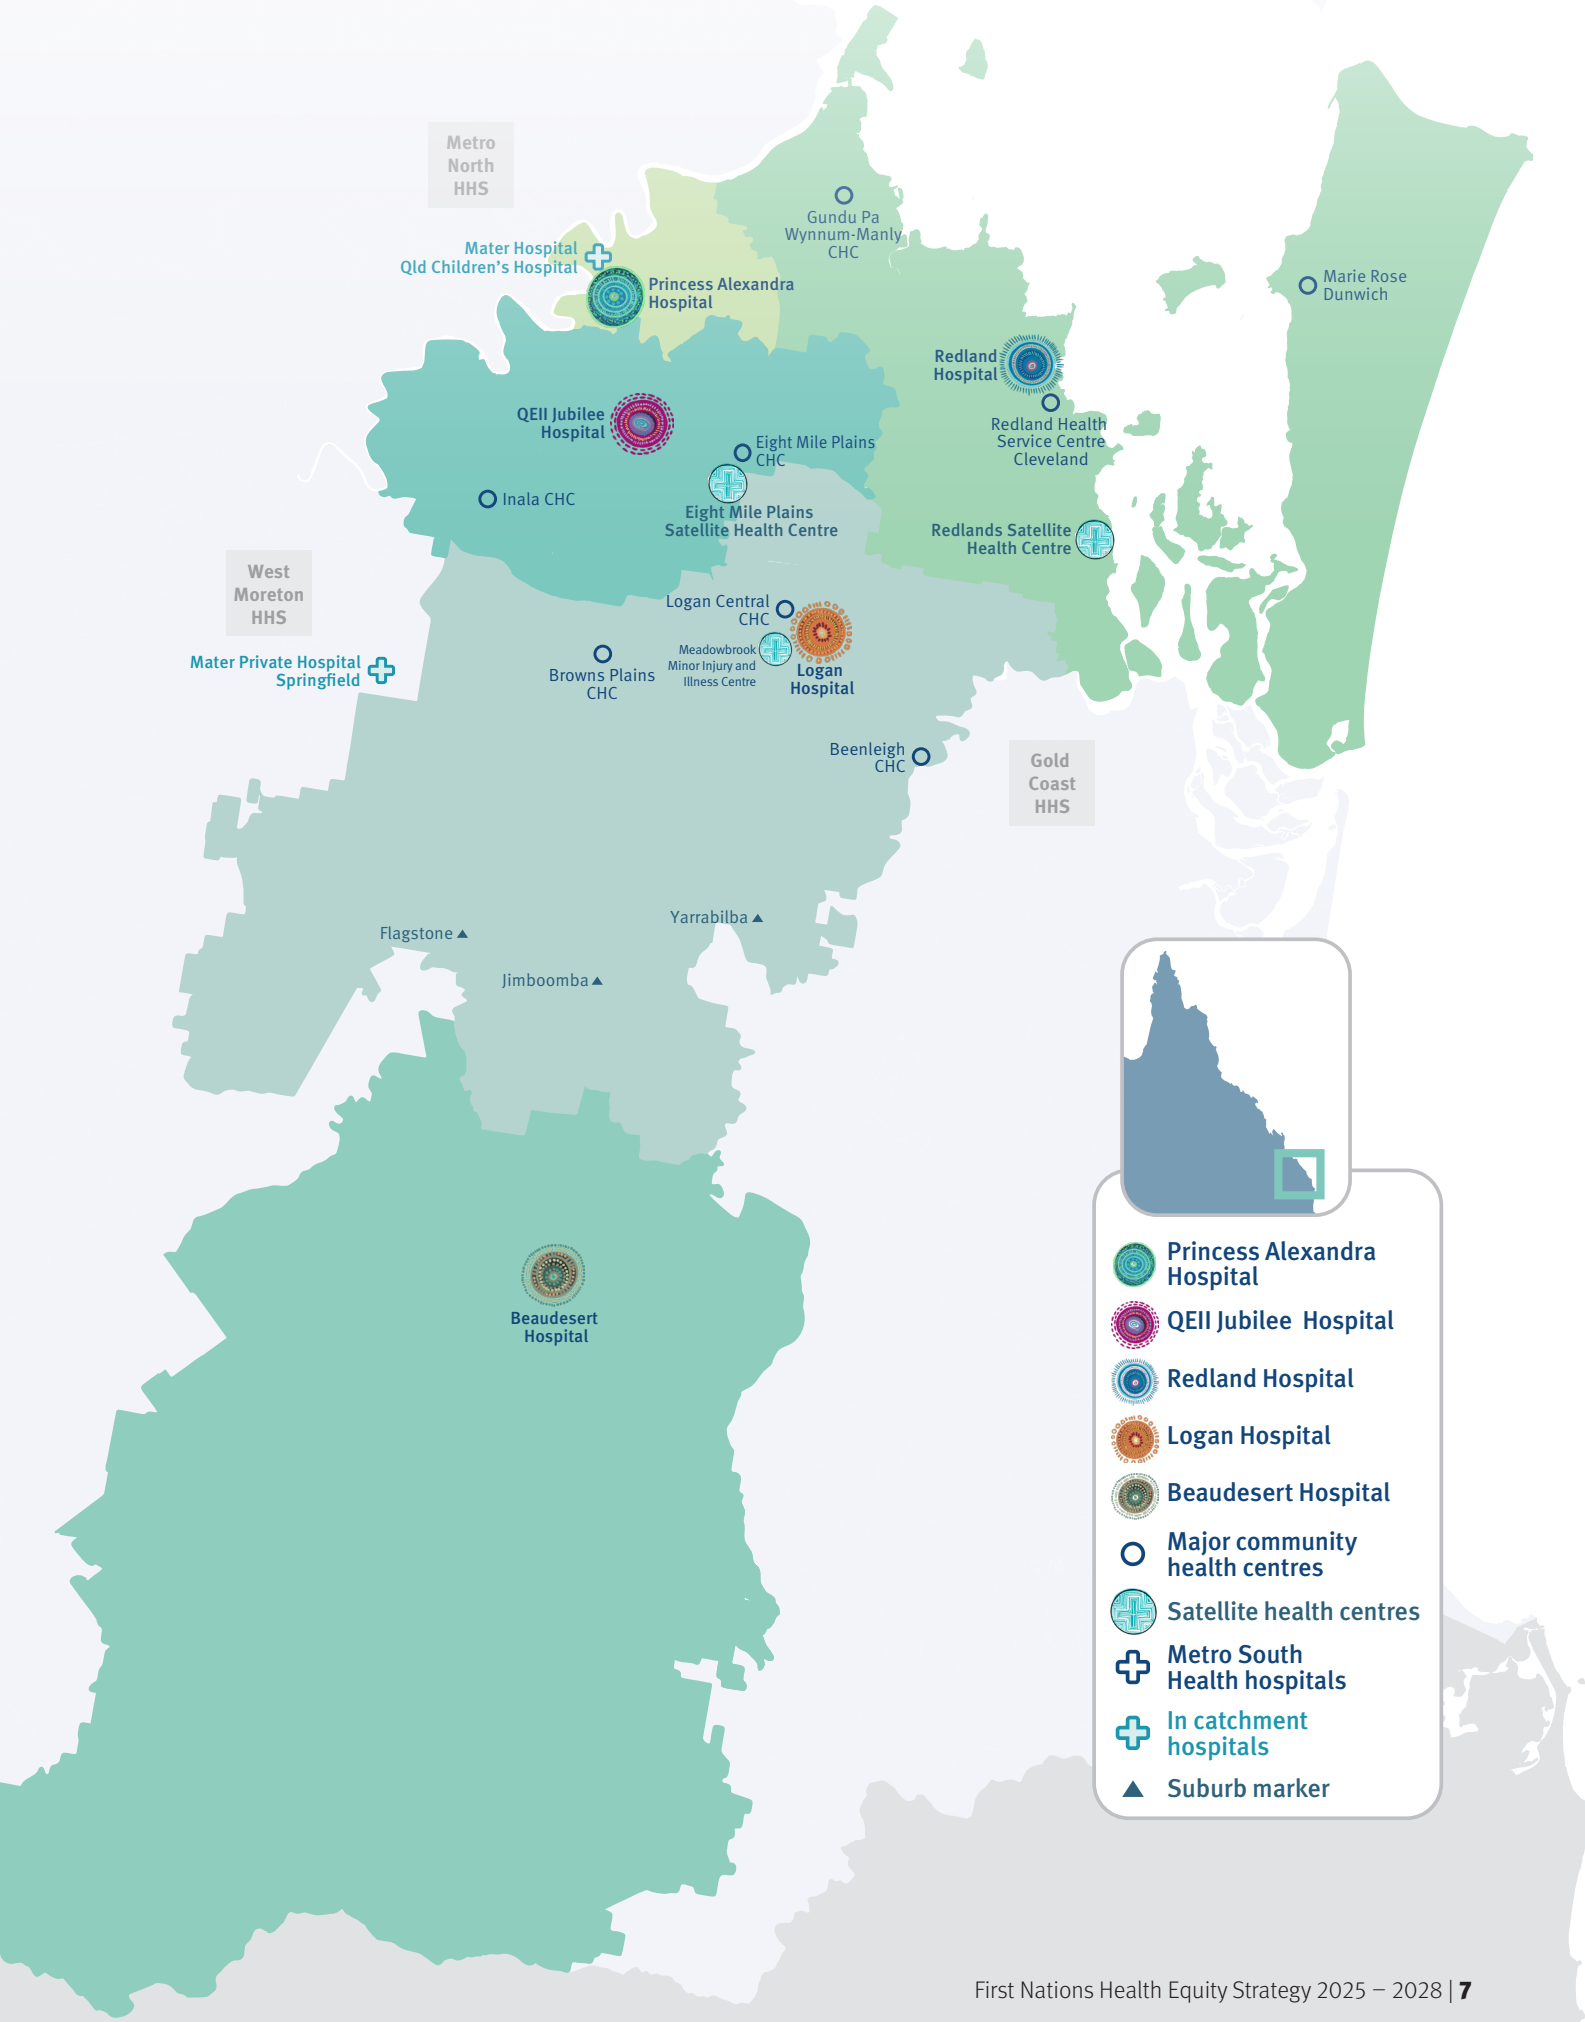 Metro
North
HHS
Mater Hospital
Qld Children's Hospital
Princess Alexandra
Hospital
Gundu Pa
Wynnum-Manly
CHC
Marie Rose
Dunwich
Redland
Hospital
Redland Health
Service Centre
Cleveland
QEII Jubilee
Hospital
Eight Mile Plains
CHC
Inala CHC
Eight Mile Plains
Satellite Health Centre
Redlands Satellite
Health Centre
West
Moreton
HHS
Mater Private Hospital
Springfield
Logan Central
CHC
Meadowbrook
Minor Injury and
Illness Centre
Logan
Hospital
Browns Plains
CHC
Beenleigh
CHC
Gold
Coast
HHS
Yarrabilba
Flagstone
Jimboomba
Beaudesert
Hospital
Princess Alexandra
Hospital
QEII Jubilee Hospital
Redland Hospital
Logan Hospital
Beaudesert Hospital
Major community
health centres
Satellite health centres
Metro South
Health hospitals
In catchment
hospitals
Suburb marker
First Nations Health Equity Strategy 2025 – 2028 | 7